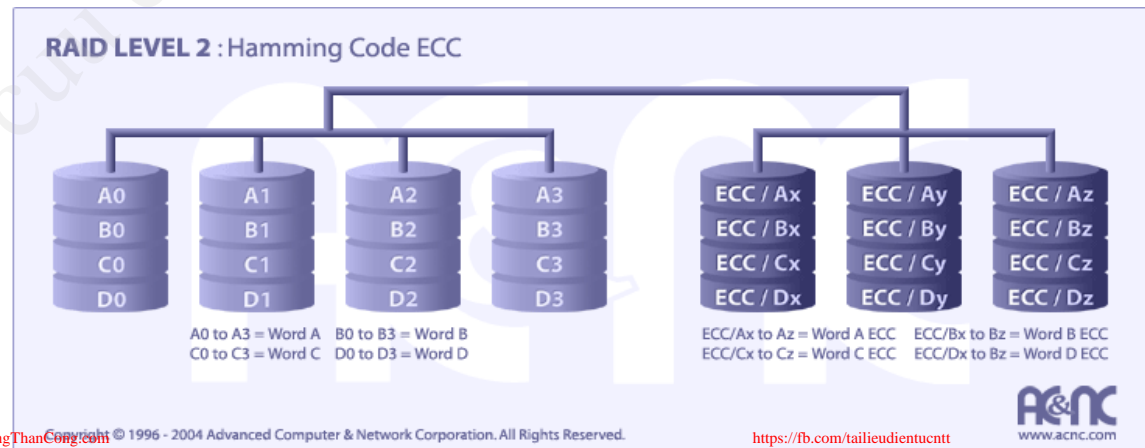 RAID LEVEL 2 : Hamming Code ECC
A0 A1 A2 A3 ECC / Ax ECC / Ay ECC / Az
B0 B1 B2 B3 ECC / Bx ECC / By ECC / Bz
C0 C1 C2 C3 ECC / Cx ECC / Cy ECC / Cz
D0 D1 D2 D3 ECC / Dx ECC / Dy ECC / Dz
A0 to A3 = Word A B0 to B3 = Word B
C0 to C3 = Word C D0 to D3 = Word D
ECC/Ax to Az = Word A ECC ECC/Bx to Bz = Word B ECC
ECC/Cx to Cz = Word C ECC ECC/Dx to Bz = Word D ECC
A&NC
www.acnc.com
Copyright © 1996 - 2004 Advanced Computer & Network Corporation. All Rights Reserved.
ngThanCong.com
https://fb.com/tailieudientucntt